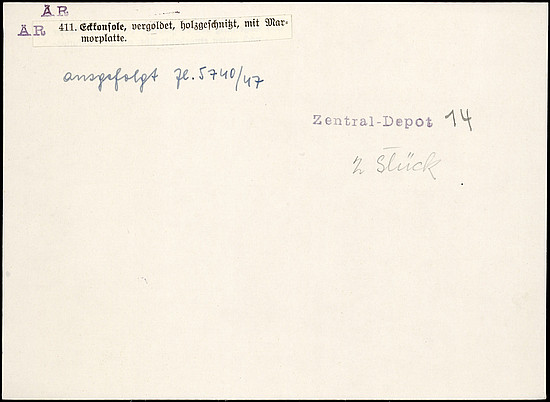 ÄR
ÄR 411. Eckkonsole, vergoldet, holzgeschnitzt, mit Mar-
morplatte.
ausgefolgt Zl. 5740/47
Zentral-Depot 14
2 Stück